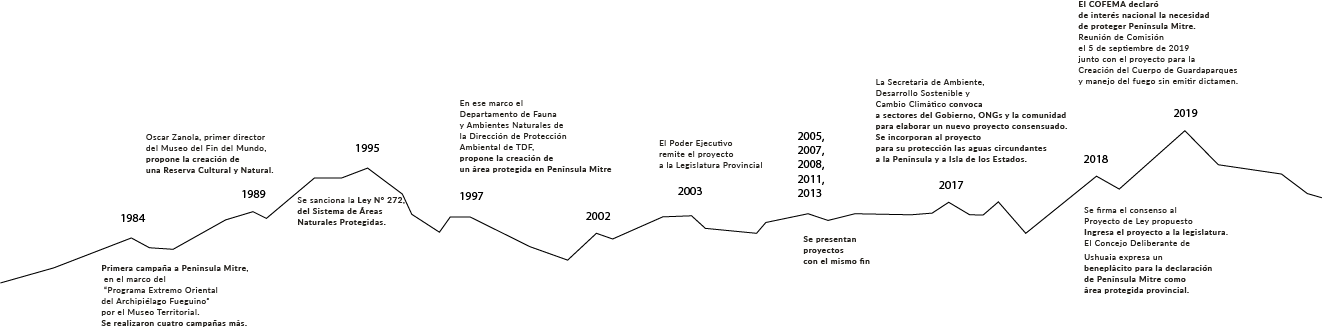 1984
Primera campaña a Peninsula Mitre,
en el marco del
"Programa Extremo Oriental
del Archipiélago Fueguino"
por el Museo Territorial.
Se realizaron cuatro campañas más.
Oscar Zanola, primer director
del Museo del Fin del Mundo,
propone la creación de
una Reserva Cultural y Natural.
1989
1995
Se sanciona la Ley N° 272,
del Sistema de Áreas
Naturales Protegidas.
En ese marco el
Departamento de Fauna
y Ambientes Naturales de
la Dirección de Protección
Ambiental de TDF,
propone la creación de
un área protegida en Peninsula Mitre
1997
2002
El Poder Ejecutivo
remite el proyecto
a la Legislatura Provincial
2003
2005,
2007,
2008,
2011,
2013
Se presentan
proyectos
con el mismo fin
La Secretaria de Ambiente,
Desarrollo Sostenible y
Cambio Climático convoca
a sectores del Gobierno, ONGs y la comunidad
para elaborar un nuevo proyecto consensuado.
Se incorporan al proyecto
para su protección las aguas circundantes
a la Peninsula y a Isla de los Estados.
2017
2018
Se firma el consenso al
Proyecto de Ley propuesto
Ingresa el proyecto a la legislatura.
El Concejo Deliberante de
Ushuaia expresa un
beneplácito para la declaración
de Peninsula Mitre como
área protegida provincial.
El COFEMA declaró
de interés nacional la necesidad
de proteger Peninsula Mitre.
Reunión de Comisión
el 5 de septiembre de 2019
junto con el proyecto para la
Creación del Cuerpo de Guardaparques
y manejo del fuego sin emitir dictamen.
2019